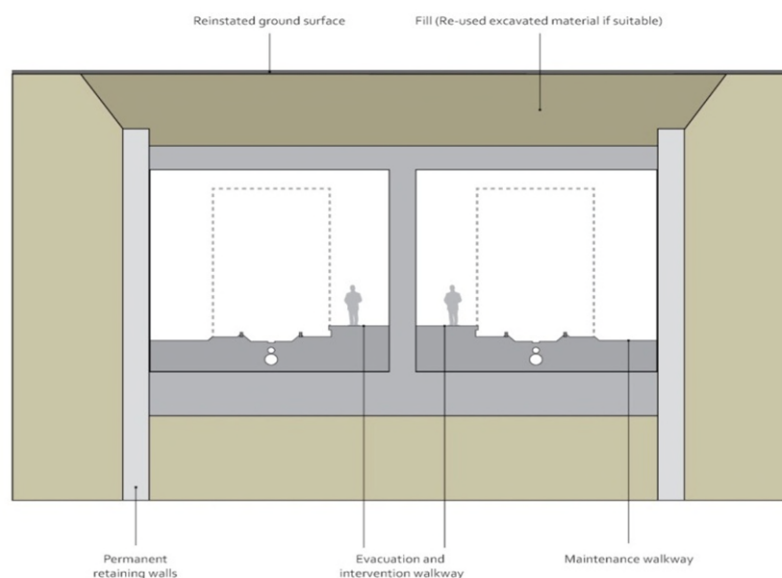 Reinstated ground surface
Fill (Re-used excavated material if suitable)
Permanent
retaining walls
Evacuation and
intervention walkway
Maintenance walkway